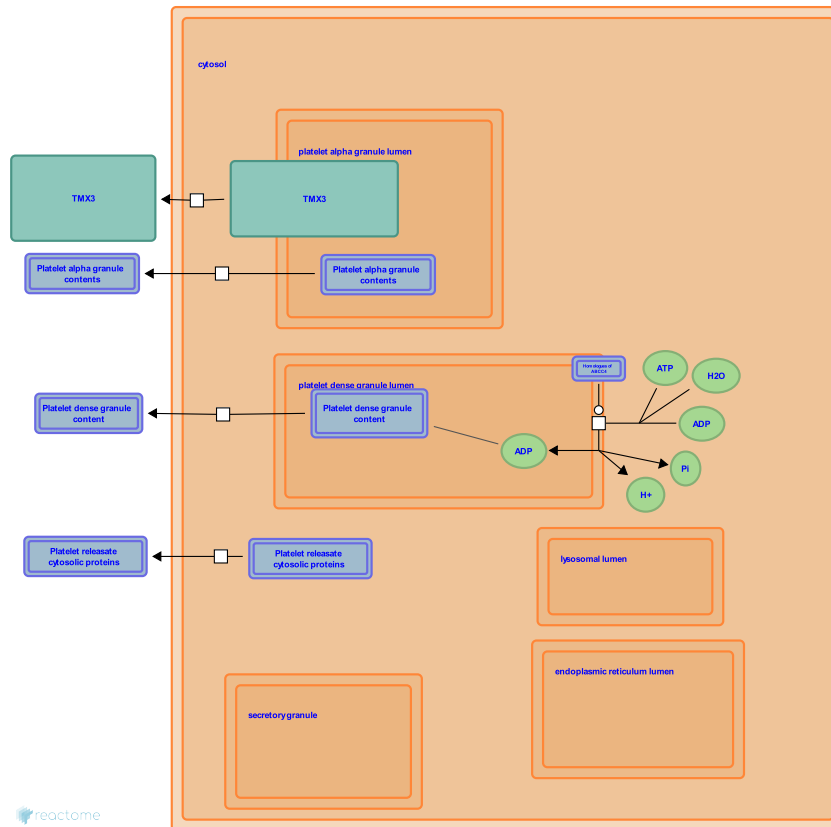 cytosol
platelet alpha granule lumen
TMX3
TMX3
Platelet alpha granule
contents
Platelet alpha granule
contents
Homologues of
ABCC4
ATP
H2O
platelet dense granule lumen
Platelet dense granule
content
Platelet dense granule
content
ADP
ADP
Pi
H+
Platelet releasate
cytosolic proteins
Platelet releasate
cytosolic proteins
lysosomal lumen
endoplasmic reticulum lumen
secretory granule
reactome